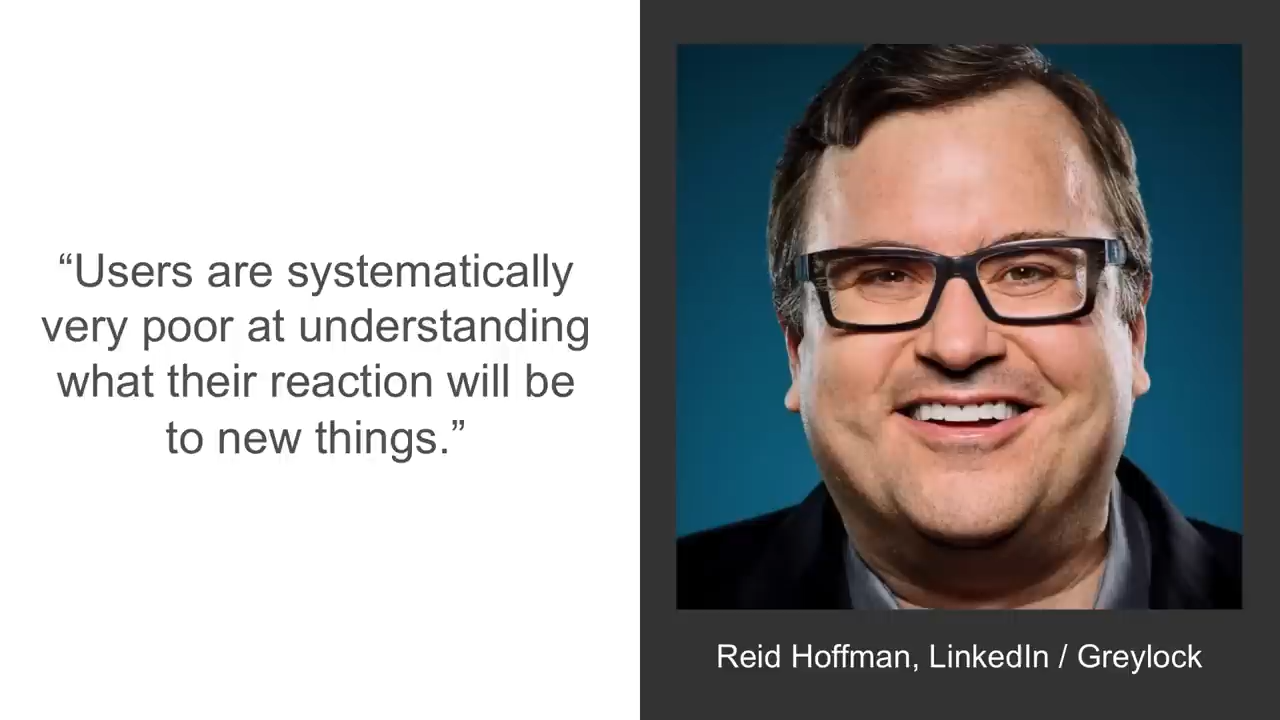 “Users are systematically
very poor at understanding
what their reaction will be
to new things.”
Reid Hoffman, LinkedIn / Greylock